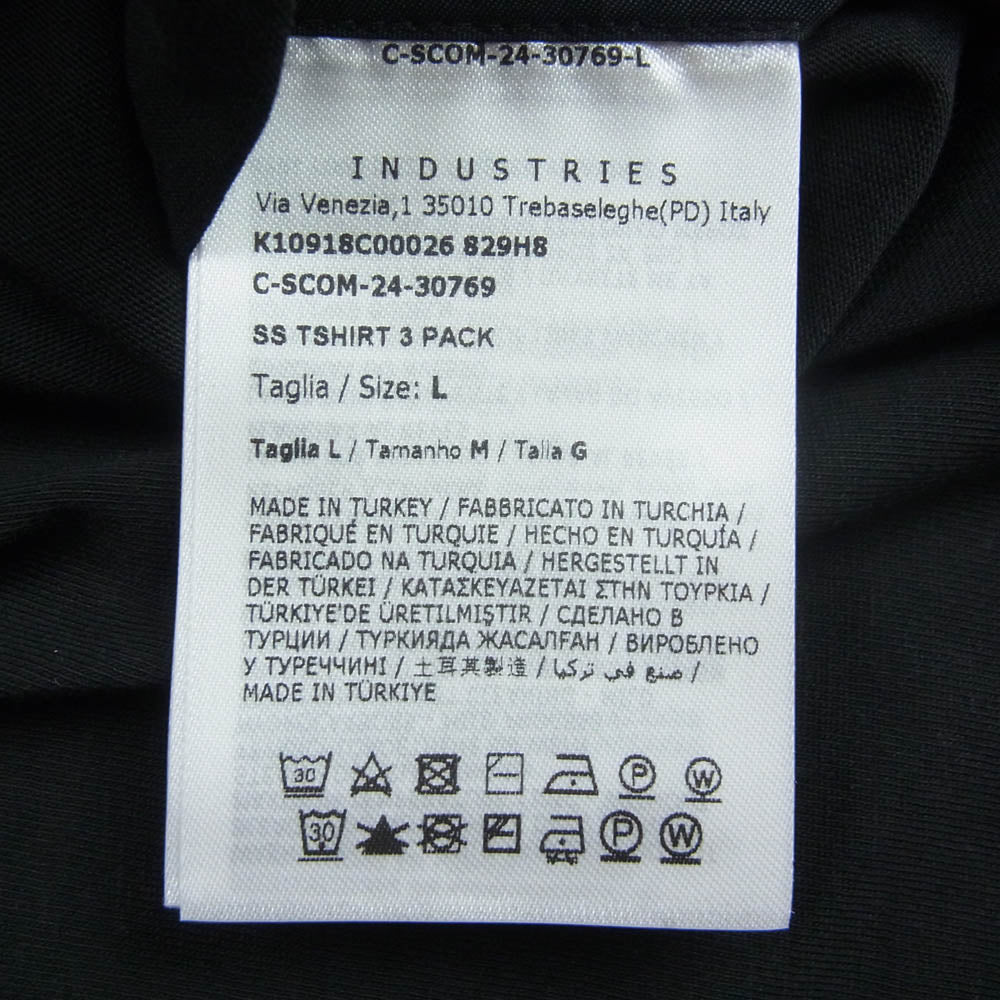 C-SCOM-24-30769-L
INDUSTRIES
Via Venezia,1 35010 Trebaseleghe(PD) Italy
K10918C00026 829H8
C-SCOM-24-30769
SS TSHIRT 3 PACK
Taglia / Size: L
Taglia L / Tamanho M / Talla G
MADE IN TURKEY / FABBRICATO IN TURCHIA /
FABRIQUÉ EN TURQUIE / HECHO EN TURQUÍA /
FABRICADO NA TURQUIA / HERGESTELLT IN
DER TÜRKEI / ΚΑΤΑΣΚΕΥΑΖΕΤΑΙ ΣΤΗΝ ΤΟΥΡΚΙΑ /
TÜRKIYE'DE ÜRETILMIŞTIR / СДЕЛАНО В
ТУРЦИИ / ТҮРКИЯДА ЖАСАЛҒАН / ВИРОБЛЕНО
У ТУРЕЧЧИНІ / 土耳其製造 / صنع في تركيا /
MADE IN TÜRKIYE
30 P W
30 P W